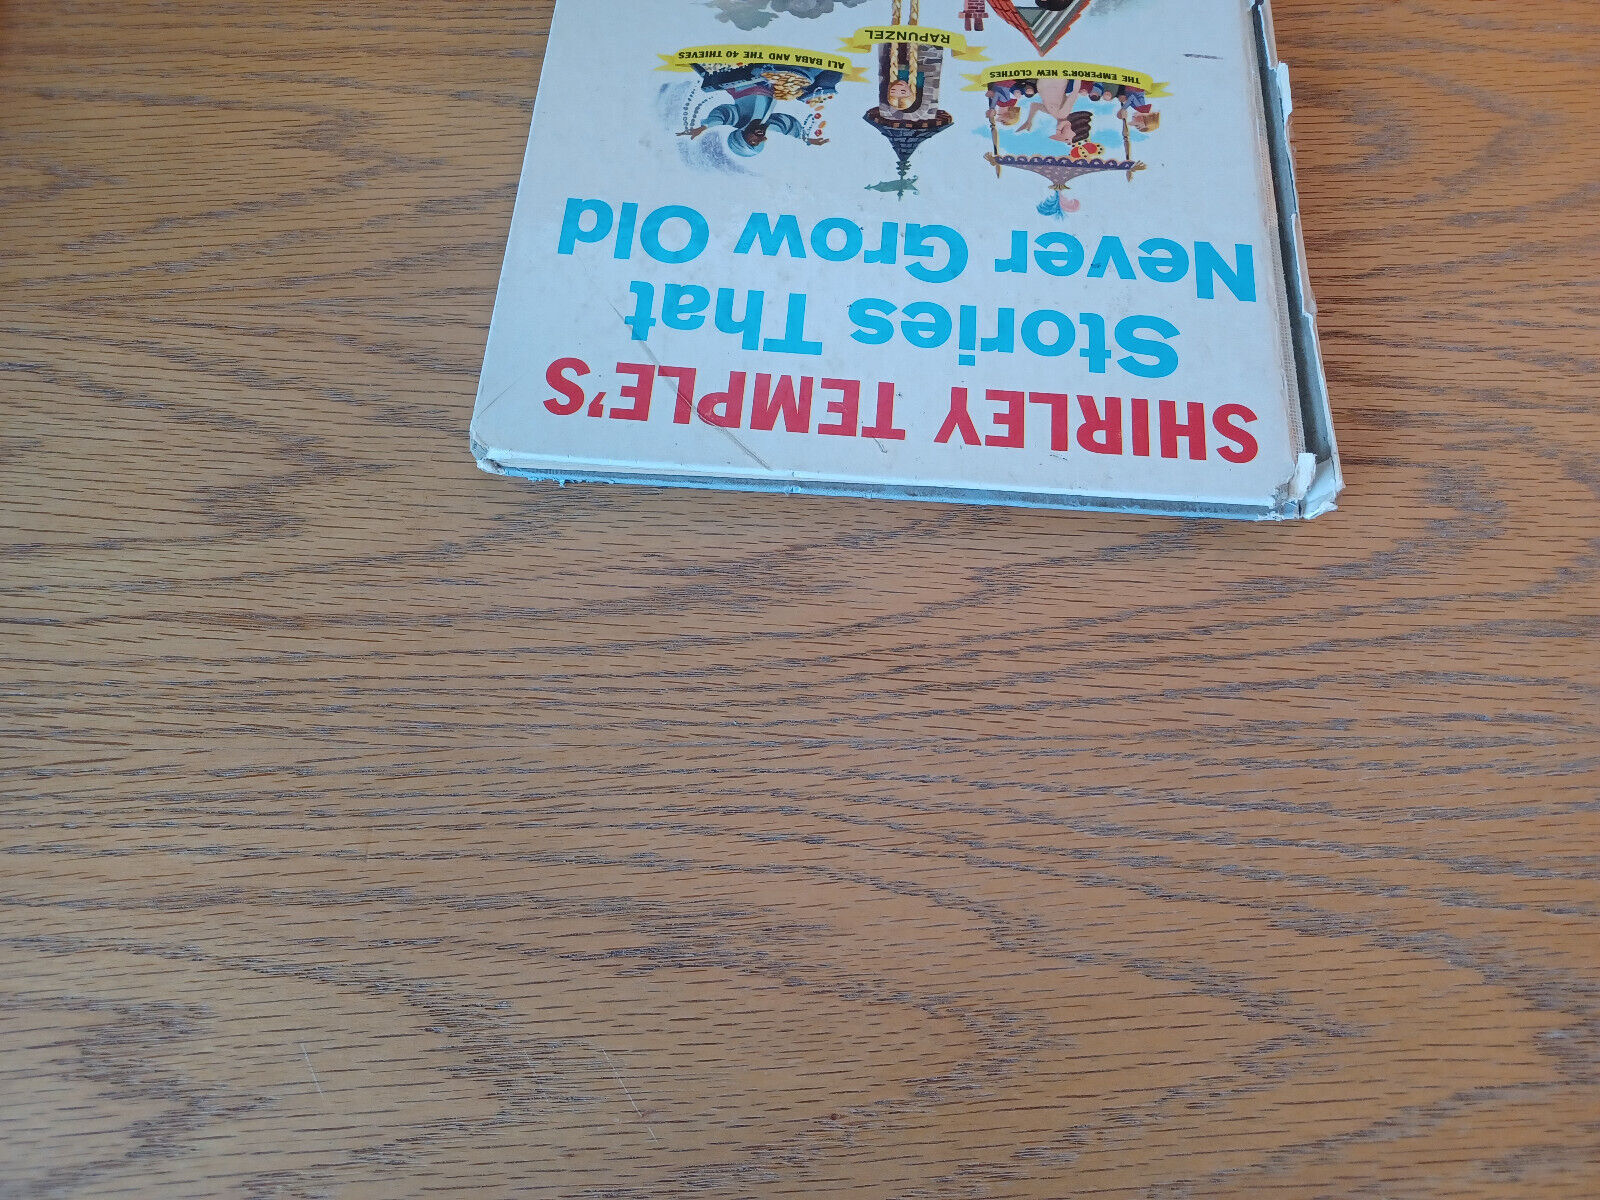 SHIRLEY TEMPLE'S
Stories That
Never Grow Old
THE EMPEROR'S NEW CLOTHES
RAPUNZEL
ALI BABA AND THE 40 THIEVES